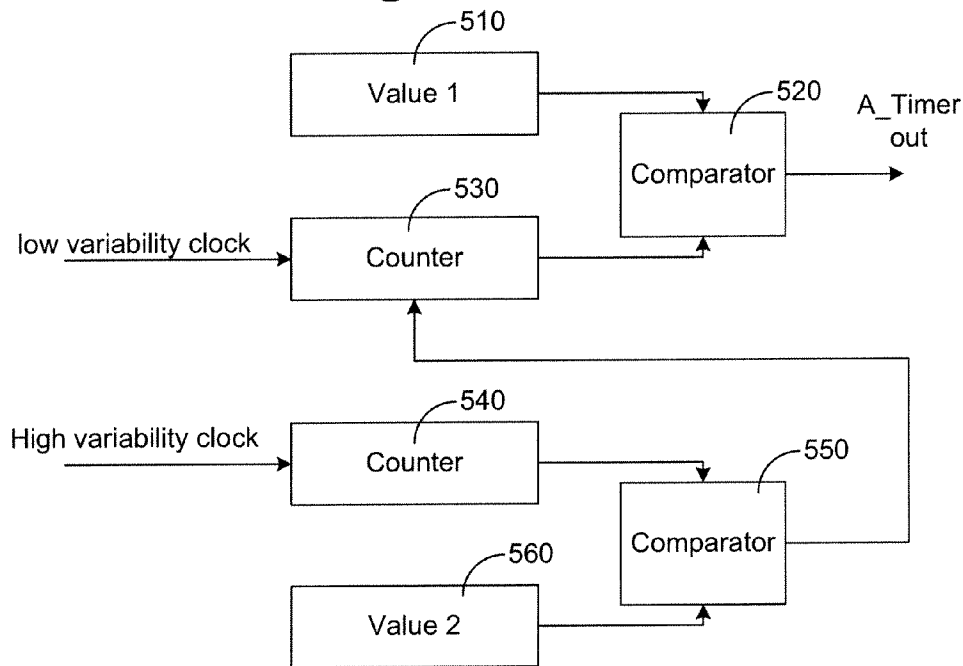 510
Value 1
520
A_Timer
out
Comparator
530
low variability clock
Counter
540
High variability clock
Counter
550
Comparator
560
Value 2